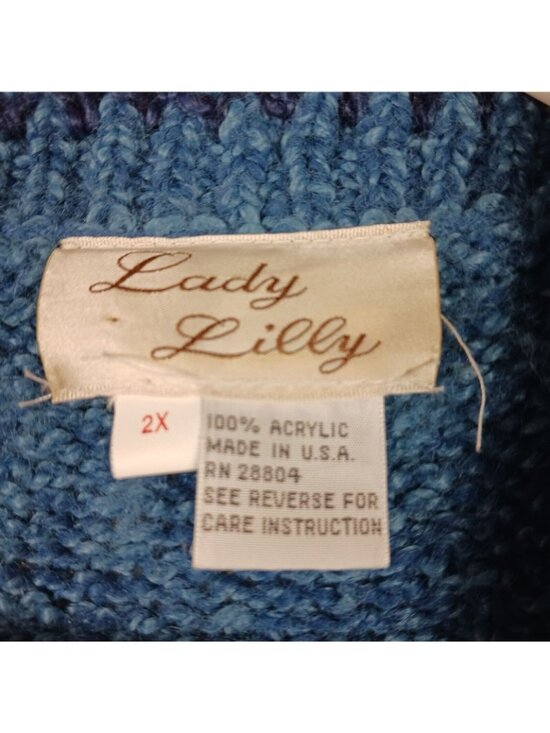 Lady
Lilly
2X
100% ACRYLIC
MADE IN U.S.A.
RN 28804
SEE REVERSE FOR
CARE INSTRUCTION